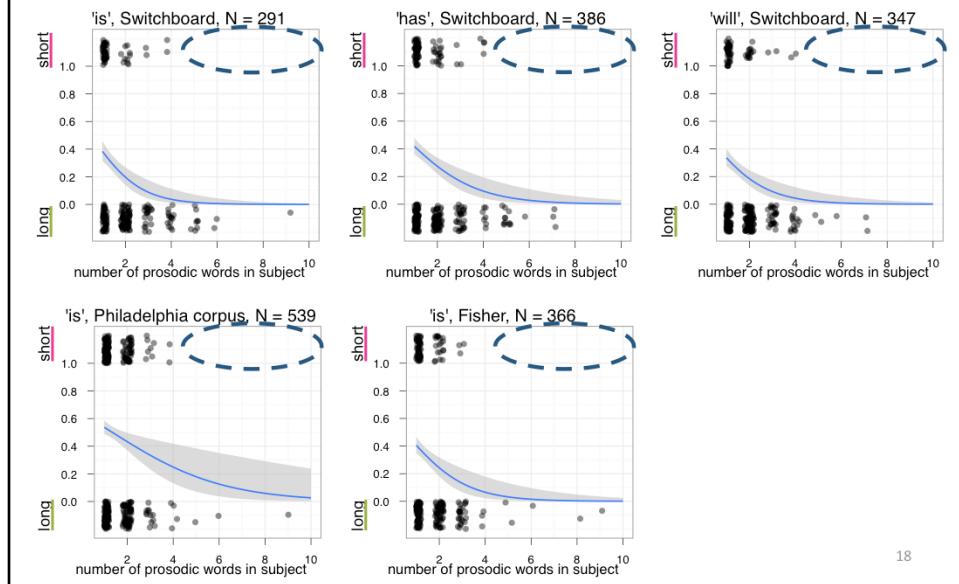 'is', Switchboard, N = 291
short
1.0
0.8
0.6
0.4
0.2
0.0
long
2 4 6 8 10
number of prosodic words in subject
'has', Switchboard, N = 386
short
1.0
0.8
0.6
0.4
0.2
0.0
long
2 4 6 8 10
number of prosodic words in subject
'will', Switchboard, N = 347
short
1.0
0.8
0.6
0.4
0.2
0.0
long
2 4 6 8 10
number of prosodic words in subject
'is', Philadelphia corpus, N = 539
short
1.0
0.8
0.6
0.4
0.2
0.0
long
2 4 6 8 10
number of prosodic words in subject
'is', Fisher, N = 366
short
1.0
0.8
0.6
0.4
0.2
0.0
long
2 4 6 8 10
number of prosodic words in subject
18